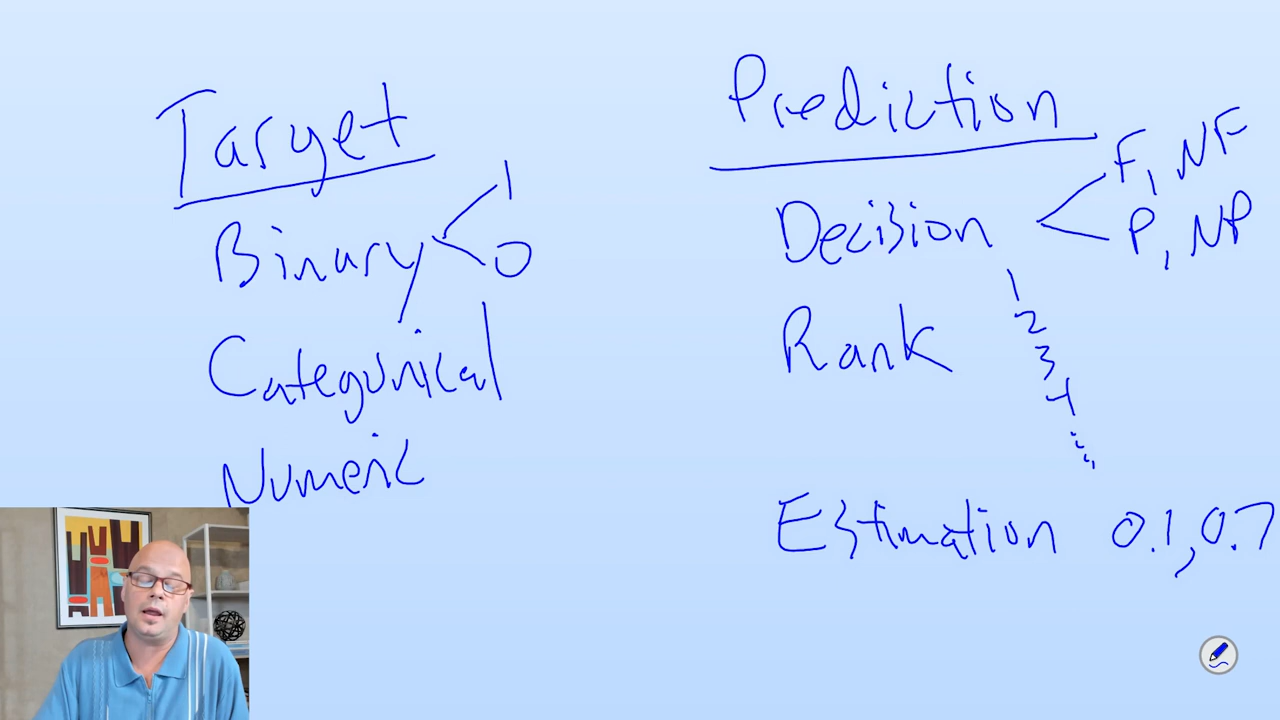 Target
Binary
1
0
Categorical
Numeric
Prediction
Decision
F, NF
P, NP
Rank
1
2
3
4
Estimation 0.1, 0.7